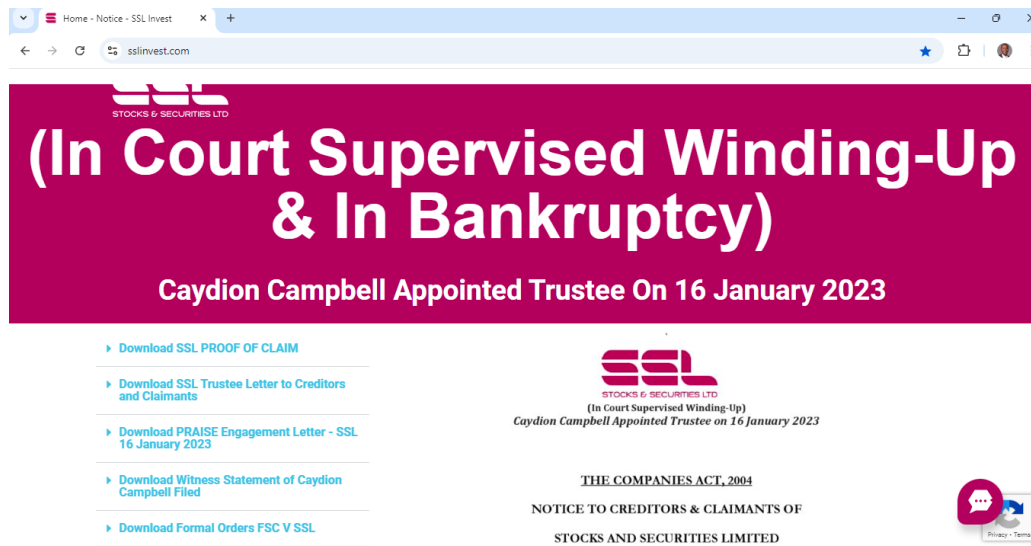 Home - Notice - SSL Invest
sslinvest.com
SSL
STOCKS & SECURITIES LTD
(In Court Supervised Winding-Up
& In Bankruptcy)
Caydion Campbell Appointed Trustee On 16 January 2023
Download SSL PROOF OF CLAIM
Download SSL Trustee Letter to Creditors
and Claimants
Download PRAISE Engagement Letter - SSL
16 January 2023
Download Witness Statement of Caydion
Campbell Filed
Download Formal Orders FSC V SSL
SSL
STOCKS & SECURITIES LTD
(In Court Supervised Winding-Up)
Caydion Campbell Appointed Trustee on 16 January 2023
THE COMPANIES ACT, 2004
NOTICE TO CREDITORS & CLAIMANTS OF
STOCKS AND SECURITIES LIMITED
Privacy - Terms